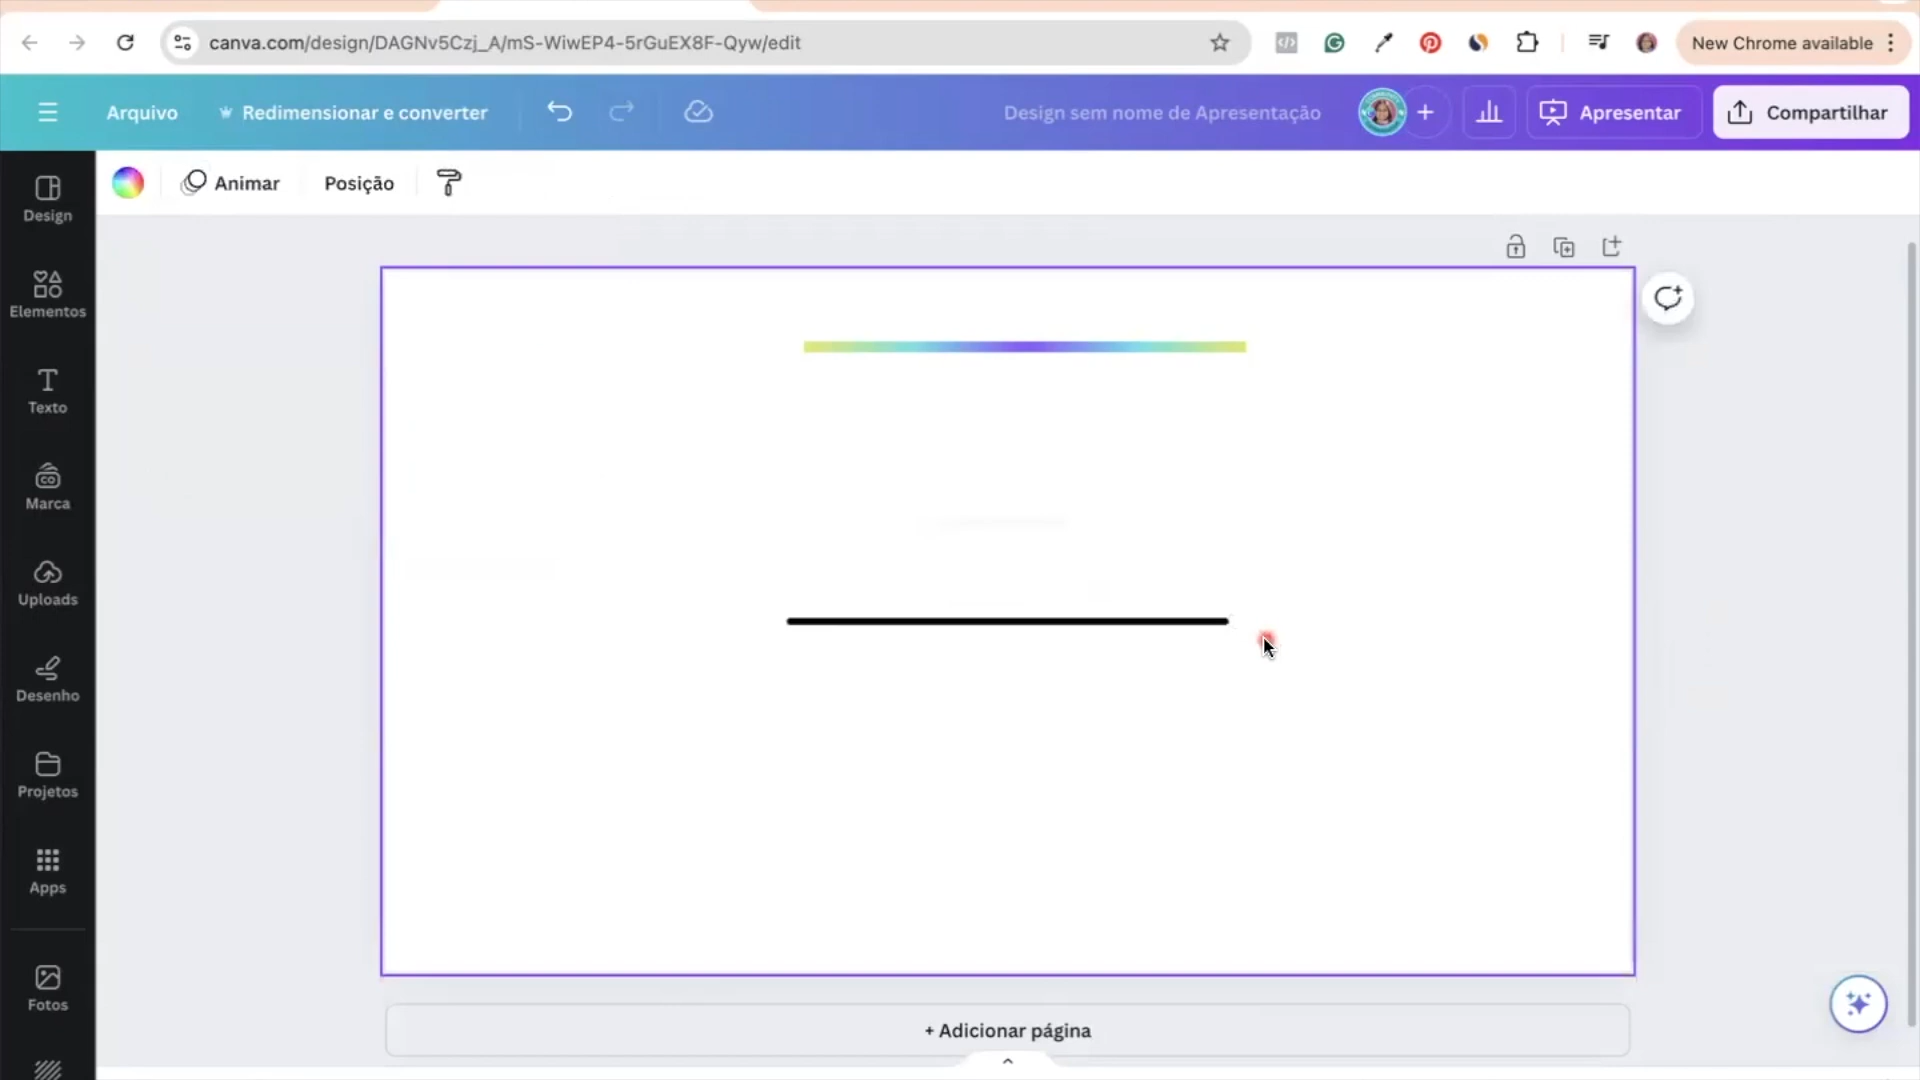 canva.com/design/DAGNv5Czj_A/mS-WiwEP4-5rGuEX8F-Qyw/edit
New Chrome available
Arquivo
Redimensionar e converter
Design sem nome de Apresentação
Apresentar
Compartilhar
Animar
Posição
Design
Elementos
Texto
Marca
Uploads
Desenho
Projetos
Apps
Fotos
+ Adicionar página